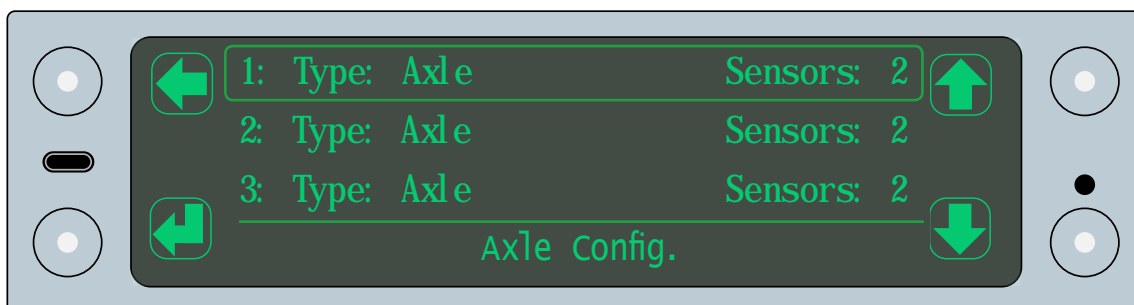 1: Type: Axle Sensors: 2
2: Type: Axle Sensors: 2
3: Type: Axle Sensors: 2
Axle Config.